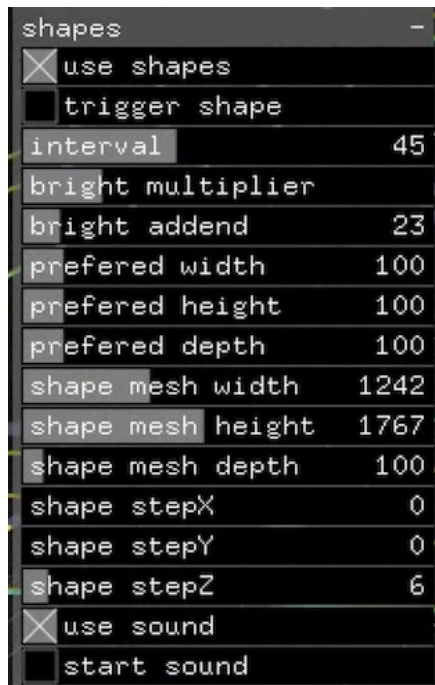 shapes -
use shapes
trigger shape
interval 45
bright multiplier
bright addend 23
prefered width 100
prefered height 100
prefered depth 100
shape mesh width 1242
shape mesh height 1767
shape mesh depth 100
shape stepX 0
shape stepY 0
shape stepZ 6
use sound
start sound